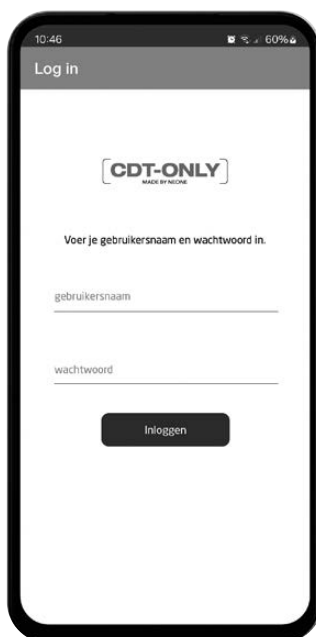 10:46 60%
Log in
CDT-ONLY
MADE BY NEONE
Voer je gebruikersnaam en wachtwoord in.
gebruikersnaam
wachtwoord
Inloggen